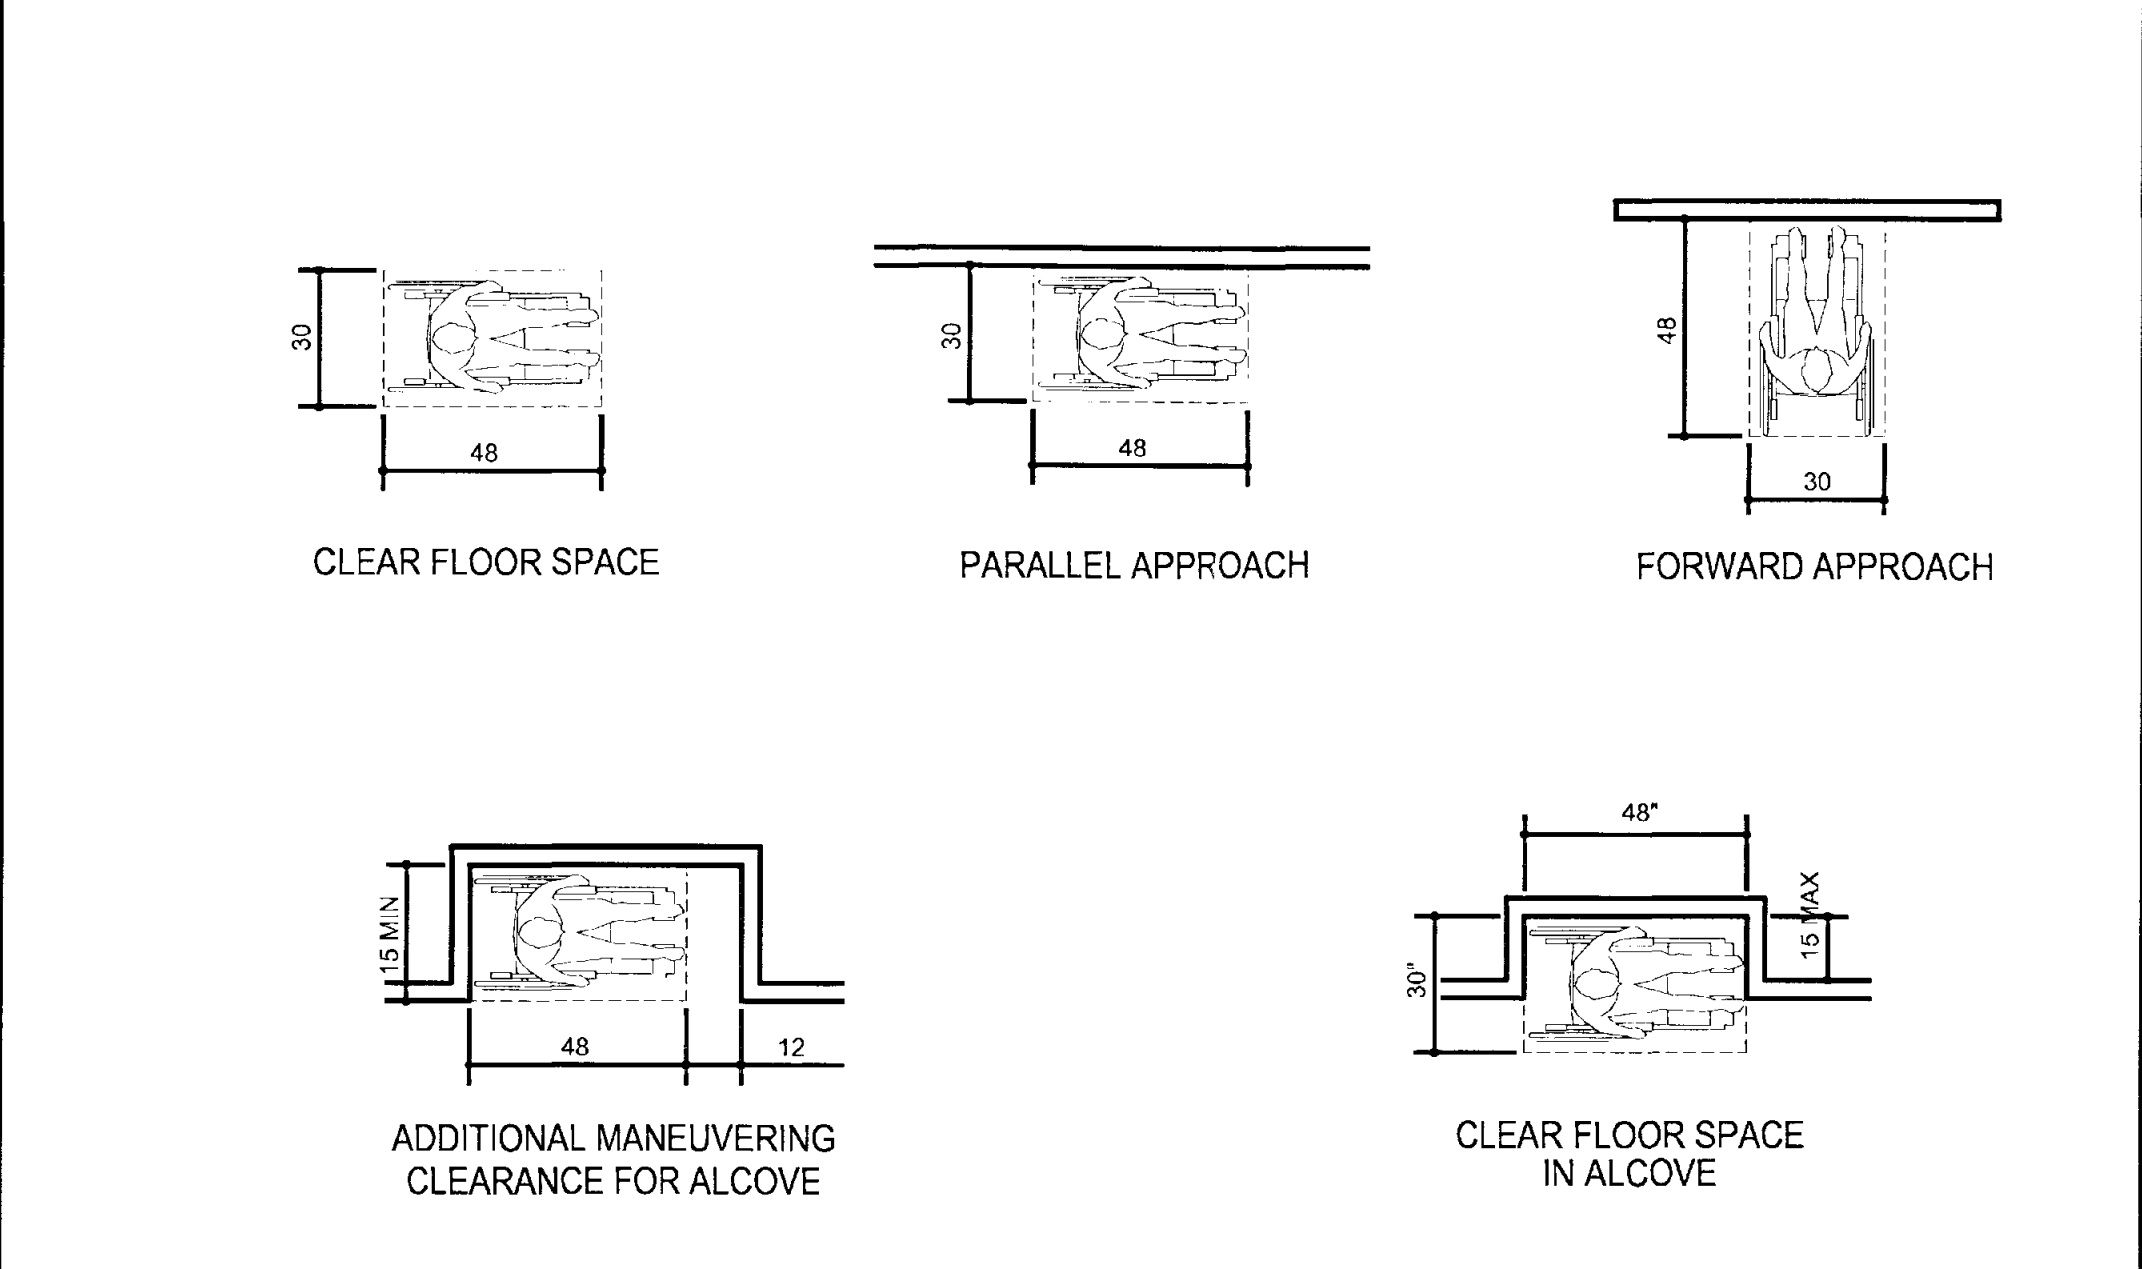 30
48
CLEAR FLOOR SPACE
30
48
PARALLEL APPROACH
48
30
FORWARD APPROACH
15 MIN
48
12
ADDITIONAL MANEUVERING
CLEARANCE FOR ALCOVE
48"
30"
15 MAX
CLEAR FLOOR SPACE
IN ALCOVE